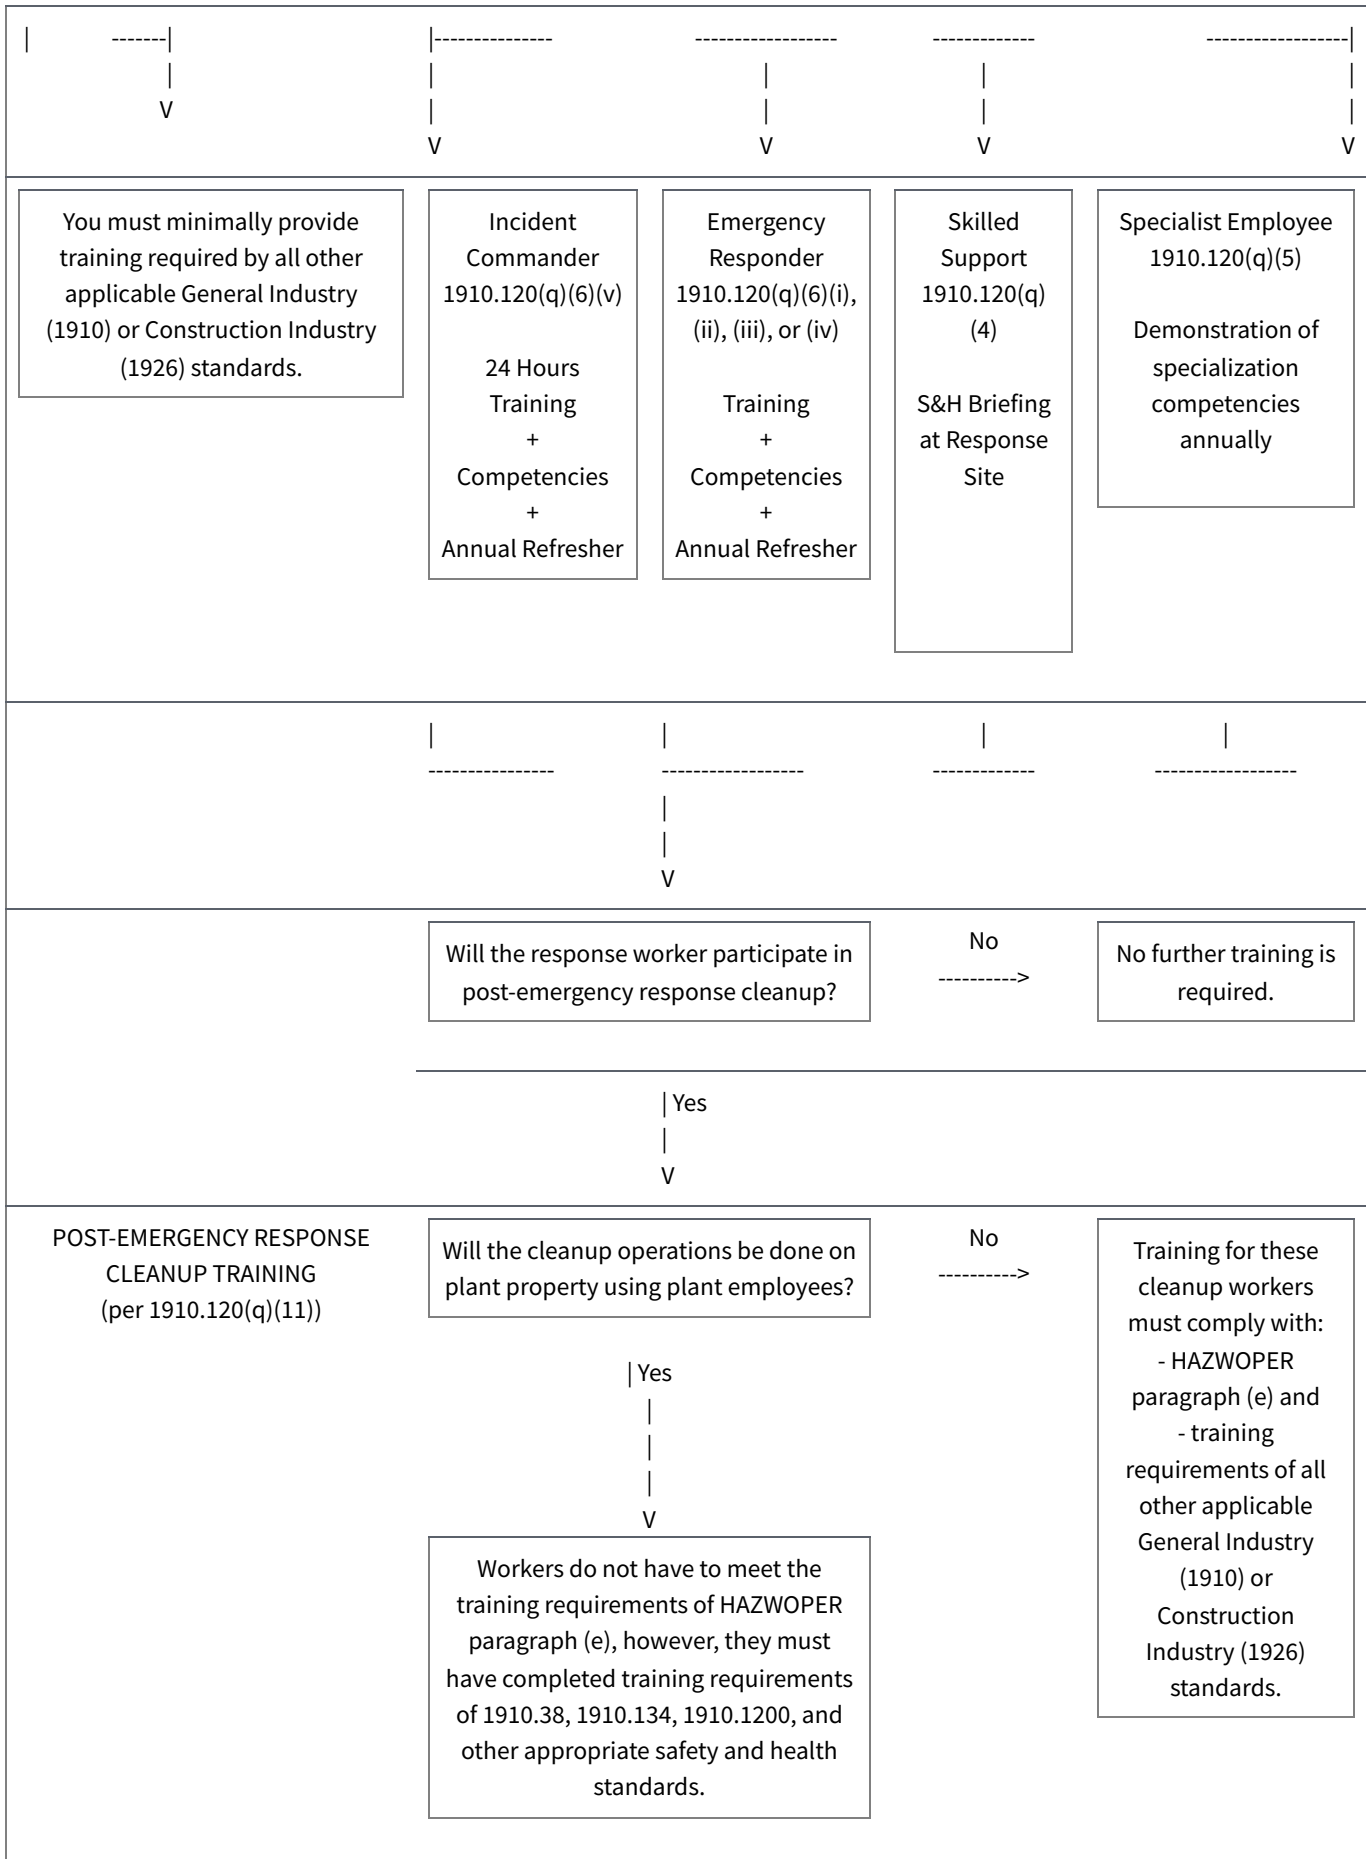 You must minimally provide
training required by all other
applicable General Industry
(1910) or Construction Industry
(1926) standards.
Incident
Commander
1910.120(q)(6)(v)
24 Hours
Training
+
Competencies
+
Annual Refresher
Emergency
Responder
1910.120(q)(6)(i),
(ii), (iii), or (iv)
Training
+
Competencies
+
Annual Refresher
Skilled
Support
1910.120(q)
(4)
S&H Briefing
at Response
Site
Specialist Employee
1910.120(q)(5)
Demonstration of
specialization
competencies
annually
Will the response worker participate in
post-emergency response cleanup?
No
---------->
No further training is
required.
| Yes
|
V
POST-EMERGENCY RESPONSE
CLEANUP TRAINING
(per 1910.120(q)(11))
Will the cleanup operations be done on
plant property using plant employees?
No
---------->
Training for these
cleanup workers
must comply with:
- HAZWOPER
paragraph (e) and
- training
requirements of all
other applicable
General Industry
(1910) or
Construction
Industry (1926)
standards.
| Yes
|
|
|
V
Workers do not have to meet the
training requirements of HAZWOPER
paragraph (e), however, they must
have completed training requirements
of 1910.38, 1910.134, 1910.1200, and
other appropriate safety and health
standards.